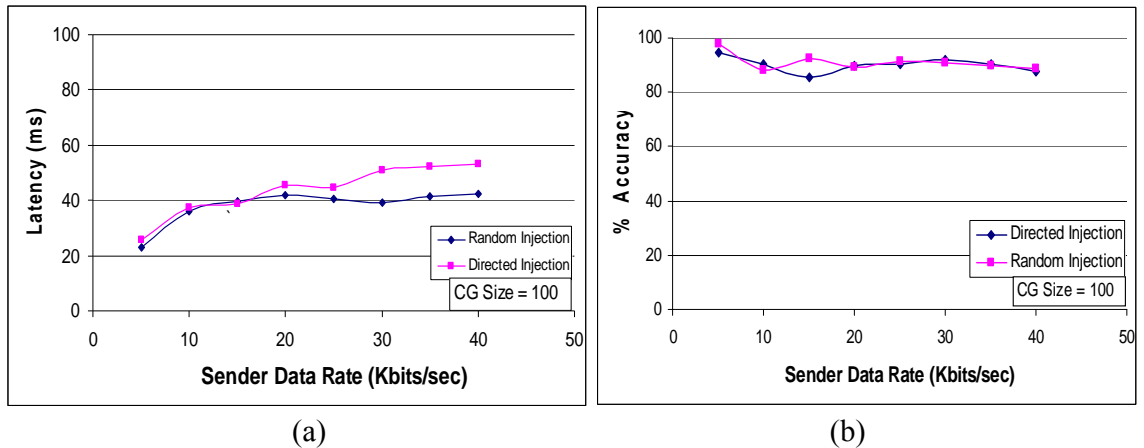 100
80
60
40
20
0
Latency (ms)
0 10 20 30 40 50
Sender Data Rate (Kbits/sec)
Random Injection
Directed Injection
CG Size = 100
(a)
100
80
60
40
20
0
% Accuracy
0 10 20 30 40 50
Sender Data Rate (Kbits/sec)
Directed Injection
Random Injection
CG Size = 100
(b)